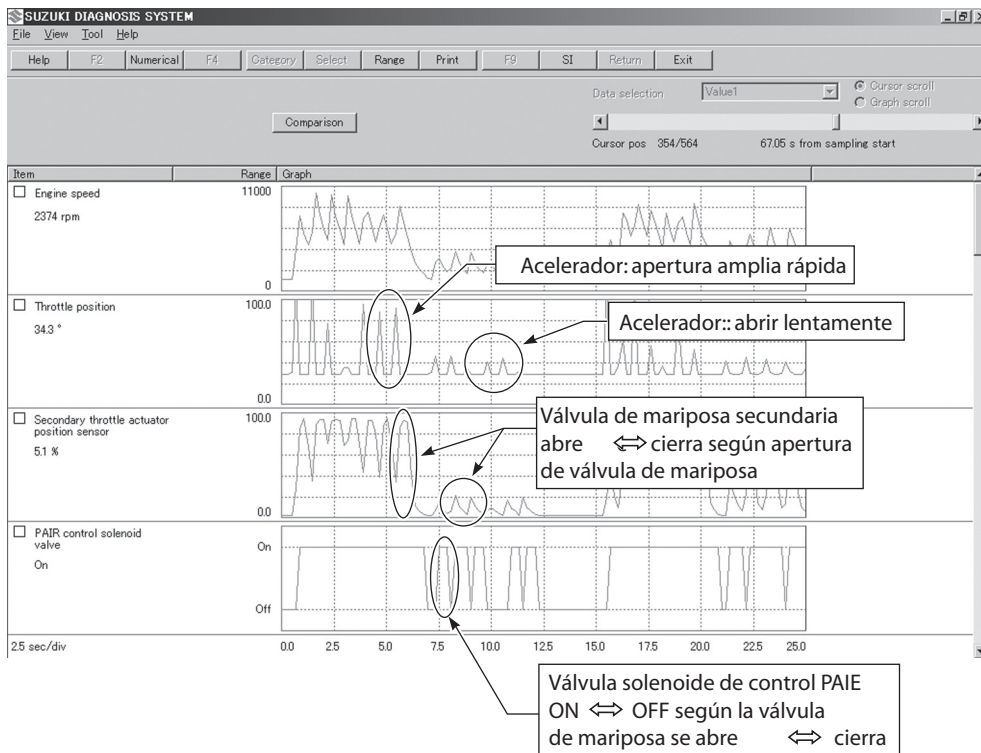 SUZUKI DIAGNOSIS SYSTEM
File View Tool Help
Help F2 Numerical F4 Category Select Range Print F9 SI Return Exit
Data selection Value1 Cursor scroll
Graph scroll
Comparison
Cursor pos 354/564 67.05 s from sampling start
Item Range Graph
Engine speed 11000
2374 rpm
0
Acelerador: apertura amplia rápida
Throttle position 100.0
34.3 °
Acelerador:: abrir lentamente
0.0
Secondary throttle actuator 100.0
position sensor
5.1 %
Válvula de mariposa secundaria
abre ⇔ cierra según apertura
de válvula de mariposa
0.0
PAIR control solenoid
valve
On
On
Off
2.5 sec/div 0.0 2.5 5.0 7.5 10.0 12.5 15.0 17.5 20.0 22.5 25.0
Válvula solenoide de control PAIE
ON ⇔ OFF según la válvula
de mariposa se abre ⇔ cierra